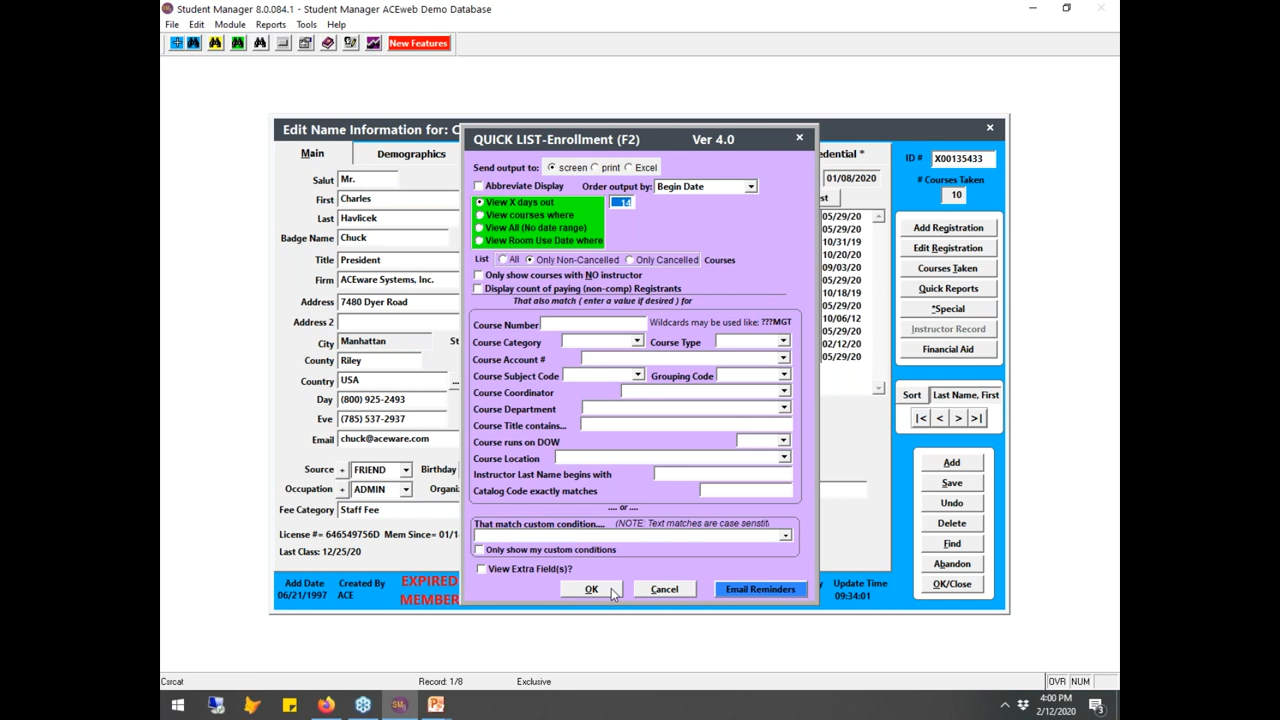 Student Manager 8.0.084.1 - Student Manager ACEweb Demo Database
File Edit Module Reports Tools Help
New Features
Edit Name Information for: C
Main Demographics
Salut Mr.
First Charles
Last Havlicek
Badge Name Chuck
Title President
Firm ACEware Systems, Inc.
Address 7480 Dyer Road
Address 2
City Manhattan St
County Riley
Country USA ...
Day (800) 925-2493
Eve (785) 537-2937
Email chuck@aceware.com
Source + FRIEND Birthday
Occupation + ADMIN Organi
Fee Category Staff Fee
License #= 646549756D Mem Since= 01/1
Last Class: 12/25/20
Add Date Created By EXPIRED
06/21/1997 ACE MEMBER
QUICK LIST-Enrollment (F2) Ver 4.0
Send output to: screen print Excel
Abbreviate Display Order output by: Begin Date
View X days out 14
View courses where
View All (No date range)
View Room Use Date where
List All Only Non-Cancelled Only Cancelled Courses
Only show courses with NO instructor
Display count of paying (non-comp) Registrants
That also match ( enter a value if desired ) for
Course Number Wildcards may be used like: ???MGT
Course Category Course Type
Course Account #
Course Subject Code Grouping Code
Course Coordinator
Course Department
Course Title contains...
Course runs on DOW
Course Location
Instructor Last Name begins with
Catalog Code exactly matches
.... or ....
That match custom condition.... (NOTE: Text matches are case senstiti
Only show my custom conditions
View Extra Field(s)?
OK Cancel Email Reminders
edential *
01/08/2020
st
05/29/20
05/29/20
10/31/19
10/20/20
09/03/20
05/29/20
10/18/19
10/06/12
05/29/20
02/12/20
05/29/20
Update Time
09:34:01
ID # X00135433
# Courses Taken
10
Add Registration
Edit Registration
Courses Taken
Quick Reports
*Special
Instructor Record
Financial Aid
Sort Last Name, First
|< < > >|
Add
Save
Undo
Delete
Find
Abandon
OK/Close
Csrcat Record: 1/8 Exclusive OVR NUM
SM
4:00 PM
2/12/2020
3